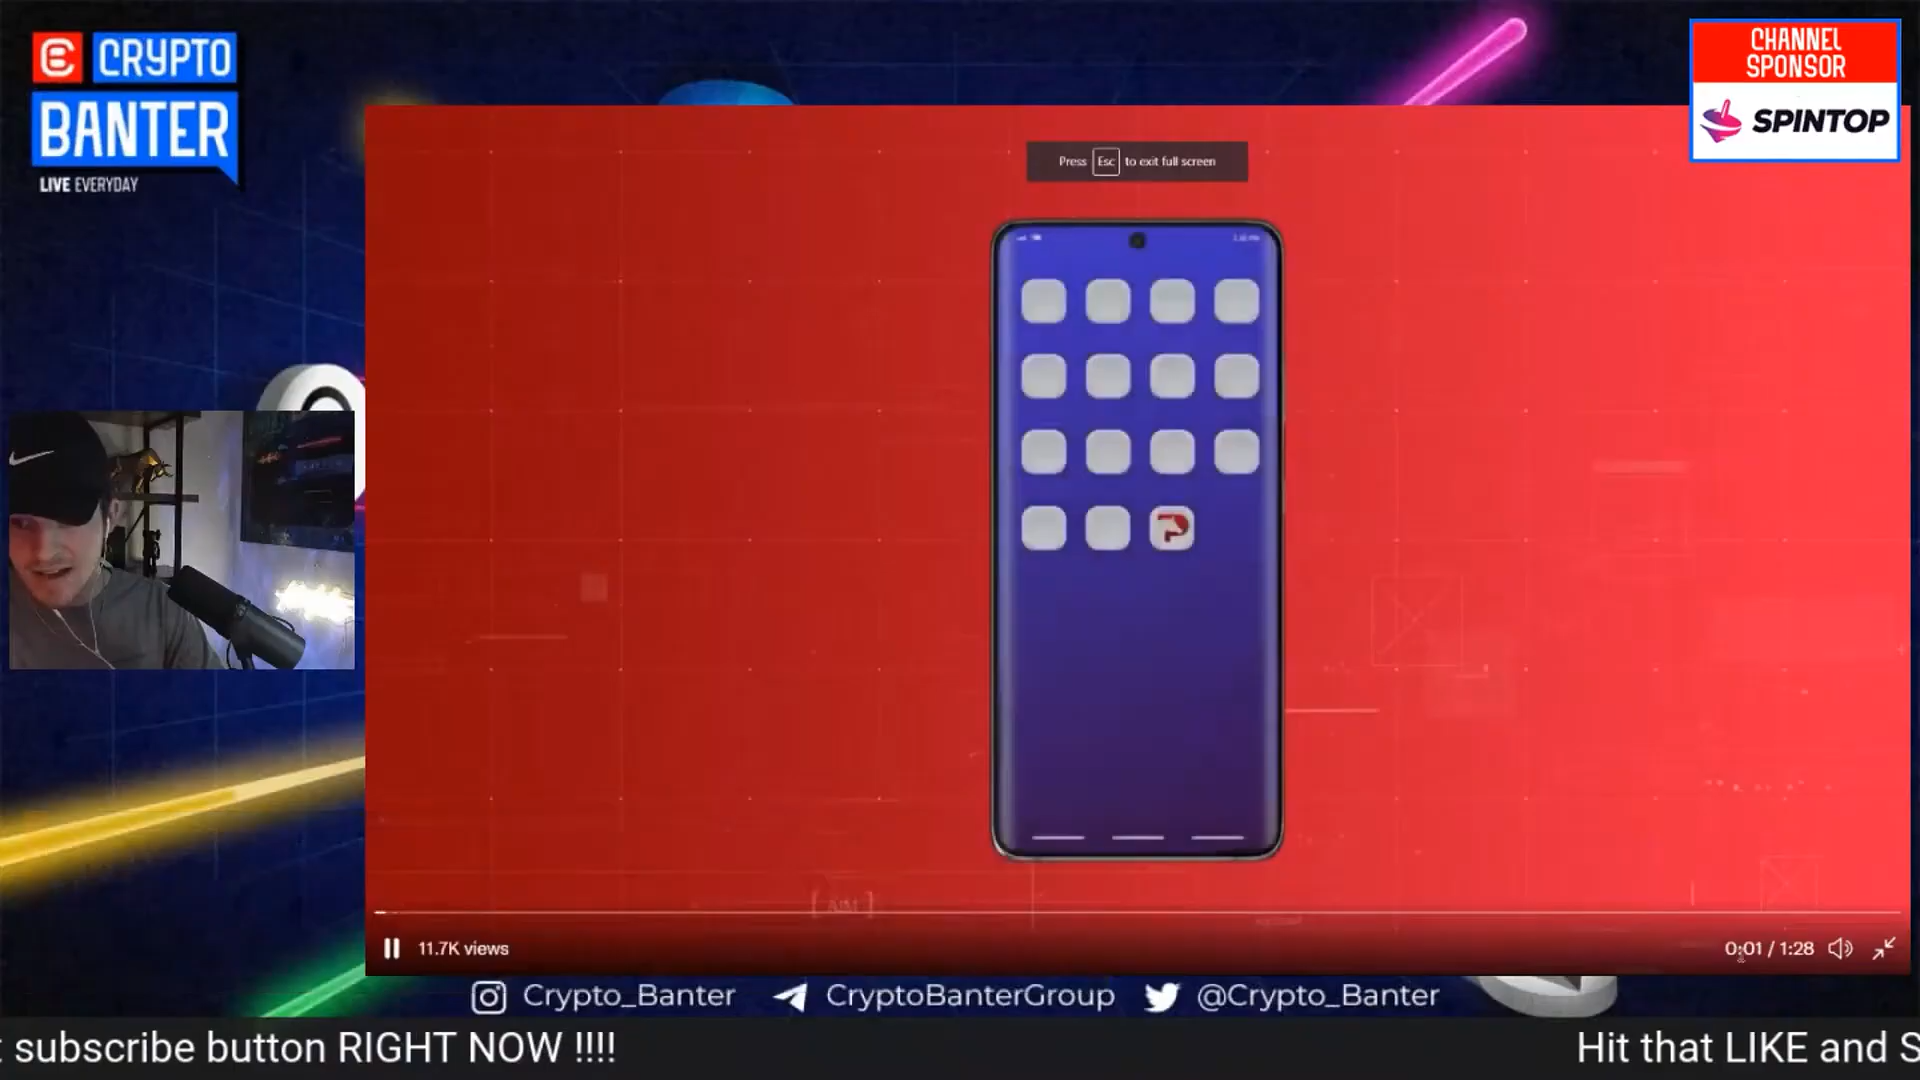 CRYPTO
BANTER
LIVE EVERYDAY
CHANNEL
SPONSOR
SPINTOP
Press Esc to exit full screen
P
[ AIM ]
11.7K views
0:01 / 1:28
Crypto_Banter CryptoBanterGroup @Crypto_Banter
subscribe button RIGHT NOW !!!! Hit that LIKE and S